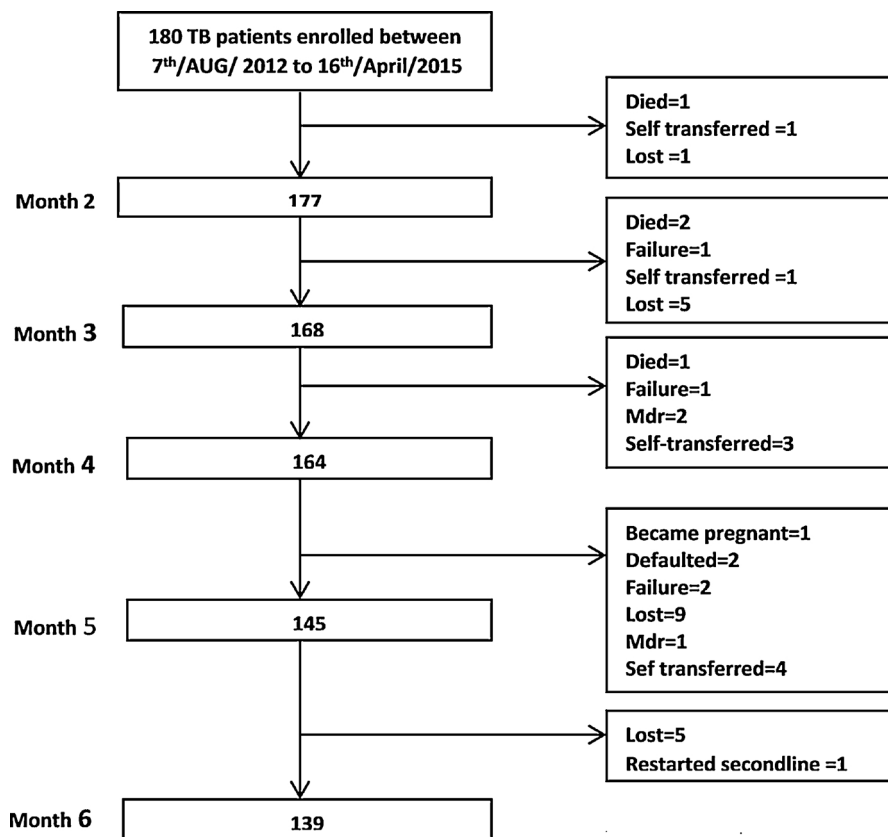 180 TB patients enrolled between
7th/AUG/ 2012 to 16th/April/2015
Died=1
Self transferred =1
Lost =1
Month 2
177
Died=2
Failure=1
Self transferred =1
Lost =5
Month 3
168
Died=1
Failure=1
Mdr=2
Self-transferred=3
Month 4
164
Became pregnant=1
Defaulted=2
Failure=2
Lost=9
Mdr=1
Sef transferred=4
Month 5
145
Lost=5
Restarted secondline =1
Month 6
139